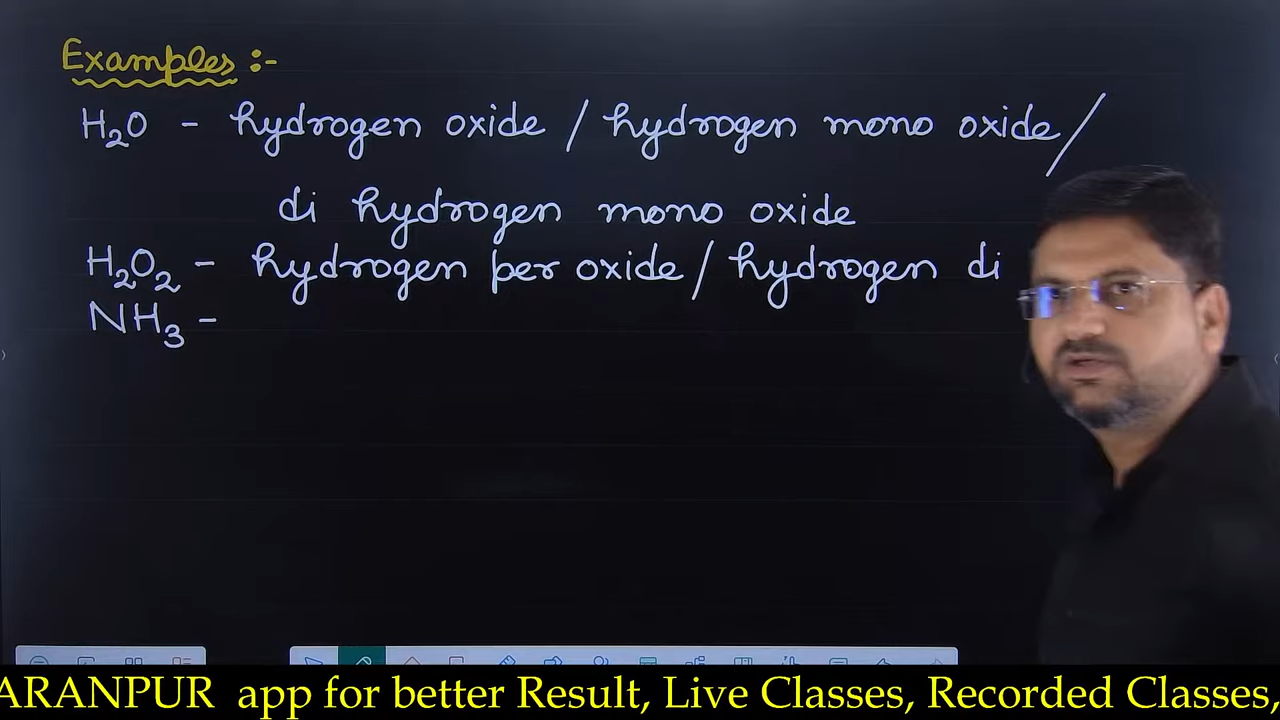 Examples :-
H₂O - hydrogen oxide / hydrogen mono oxide /
di hydrogen mono oxide
H₂O₂ - hydrogen per oxide / hydrogen di
NH₃ -
ARANPUR app for better Result, Live Classes, Recorded Classes,